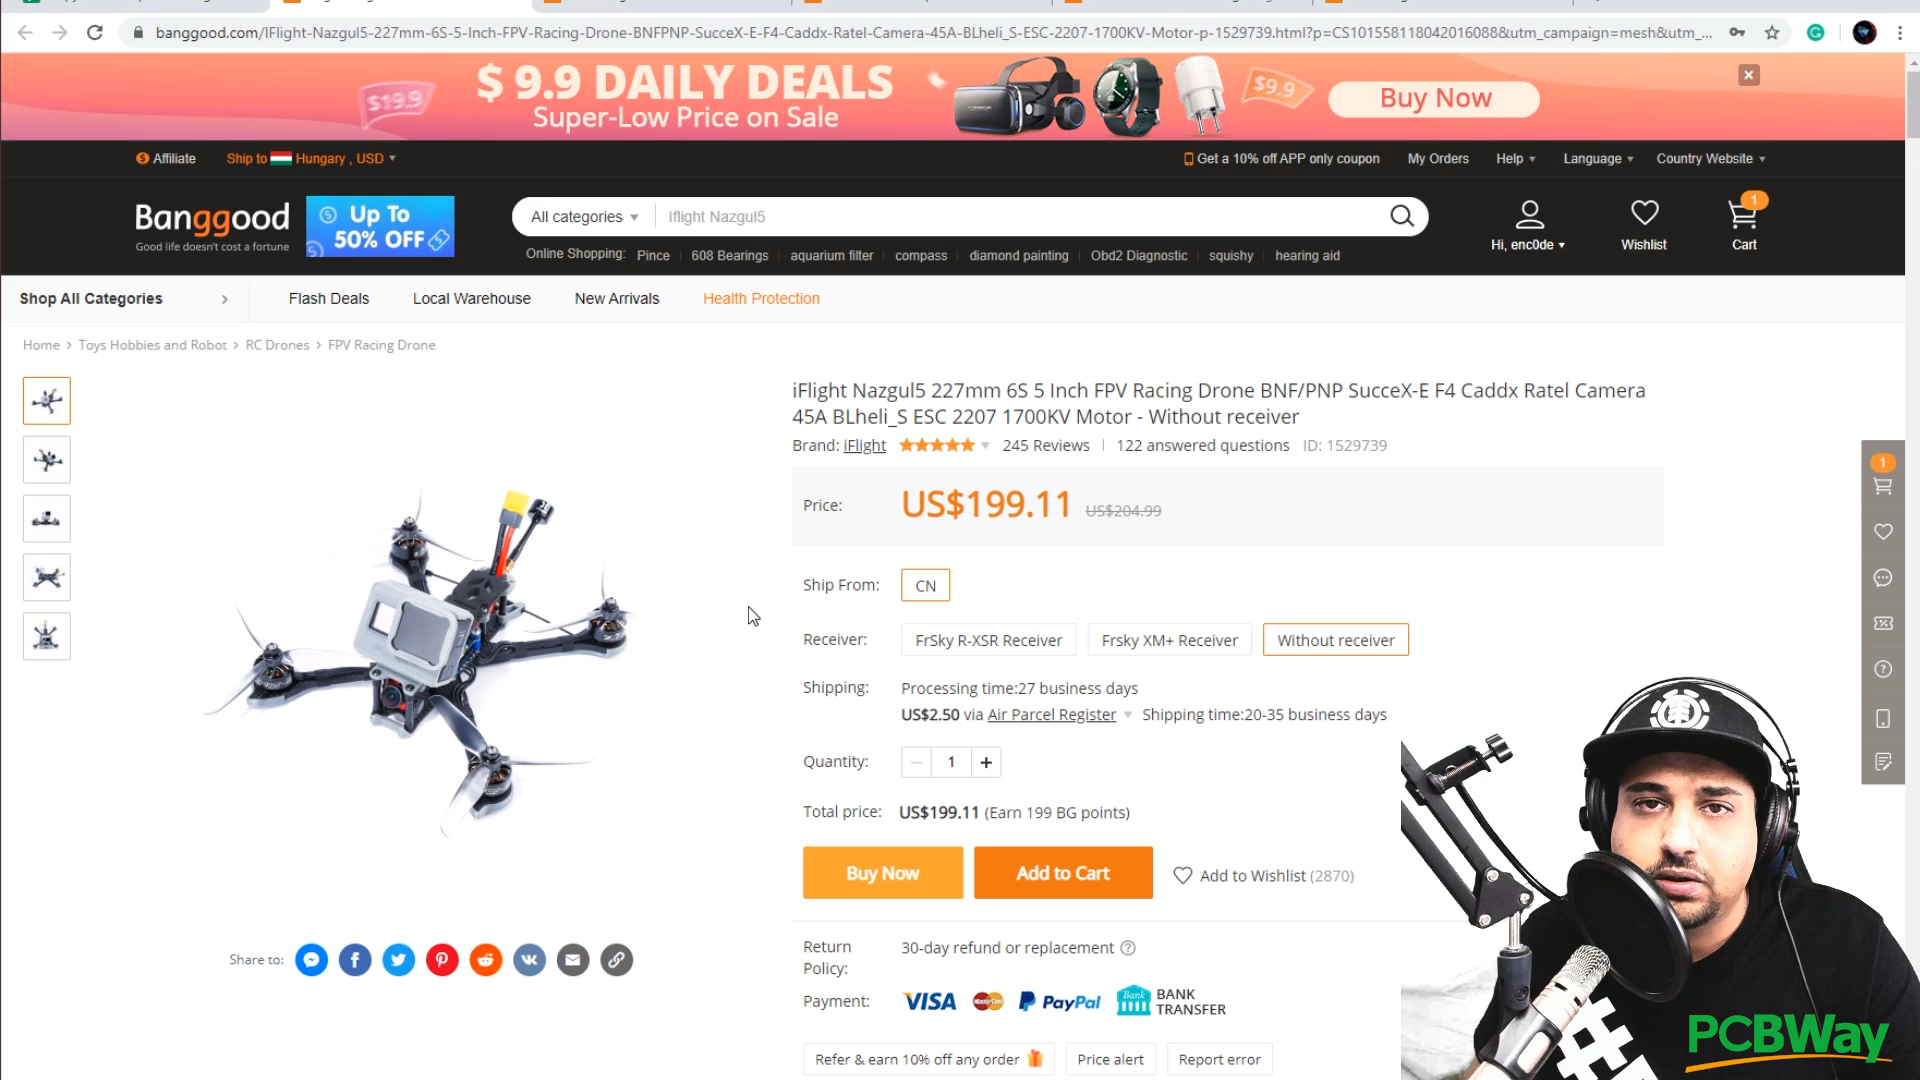 banggood.com/IFlight-Nazgul5-227mm-6S-5-Inch-FPV-Racing-Drone-BNFPNP-SucceX-E-F4-Caddx-Ratel-Camera-45A-BLheli_S-ESC-2207-1700KV-Motor-p-1529739.html?p=CS101558118042016088&utm_campaign=mesh&utm_...
$19.9
$ 9.9 DAILY DEALS
Super-Low Price on Sale
$9.9
Buy Now
Affiliate
Ship to Hungary , USD
Get a 10% off APP only coupon
My Orders
Help
Language
Country Website
Banggood
Good life doesn't cost a fortune
Up To
50% OFF
All categories
Iflight Nazgul5
Hi, enc0de
Wishlist
1
Cart
Online Shopping:
Pince
608 Bearings
aquarium filter
compass
diamond painting
Obd2 Diagnostic
squishy
hearing aid
Shop All Categories
Flash Deals
Local Warehouse
New Arrivals
Health Protection
Home > Toys Hobbies and Robot > RC Drones > FPV Racing Drone
iFlight Nazgul5 227mm 6S 5 Inch FPV Racing Drone BNF/PNP SucceX-E F4 Caddx Ratel Camera
45A BLheli_S ESC 2207 1700KV Motor - Without receiver
Brand: iFlight 245 Reviews | 122 answered questions ID: 1529739
Price: US$199.11 US$204.99
1
Ship From: CN
Receiver: FrSky R-XSR Receiver Frsky XM+ Receiver Without receiver
Shipping: Processing time:27 business days
US$2.50 via Air Parcel Register Shipping time:20-35 business days
Quantity: − 1 +
Total price: US$199.11 (Earn 199 BG points)
Buy Now
Add to Cart
Add to Wishlist (2870)
Share to:
Return
Policy:
30-day refund or replacement
Payment: VISA MasterCard PayPal Bank BANK
TRANSFER
Refer & earn 10% off any order
Price alert
Report error
PCBWay